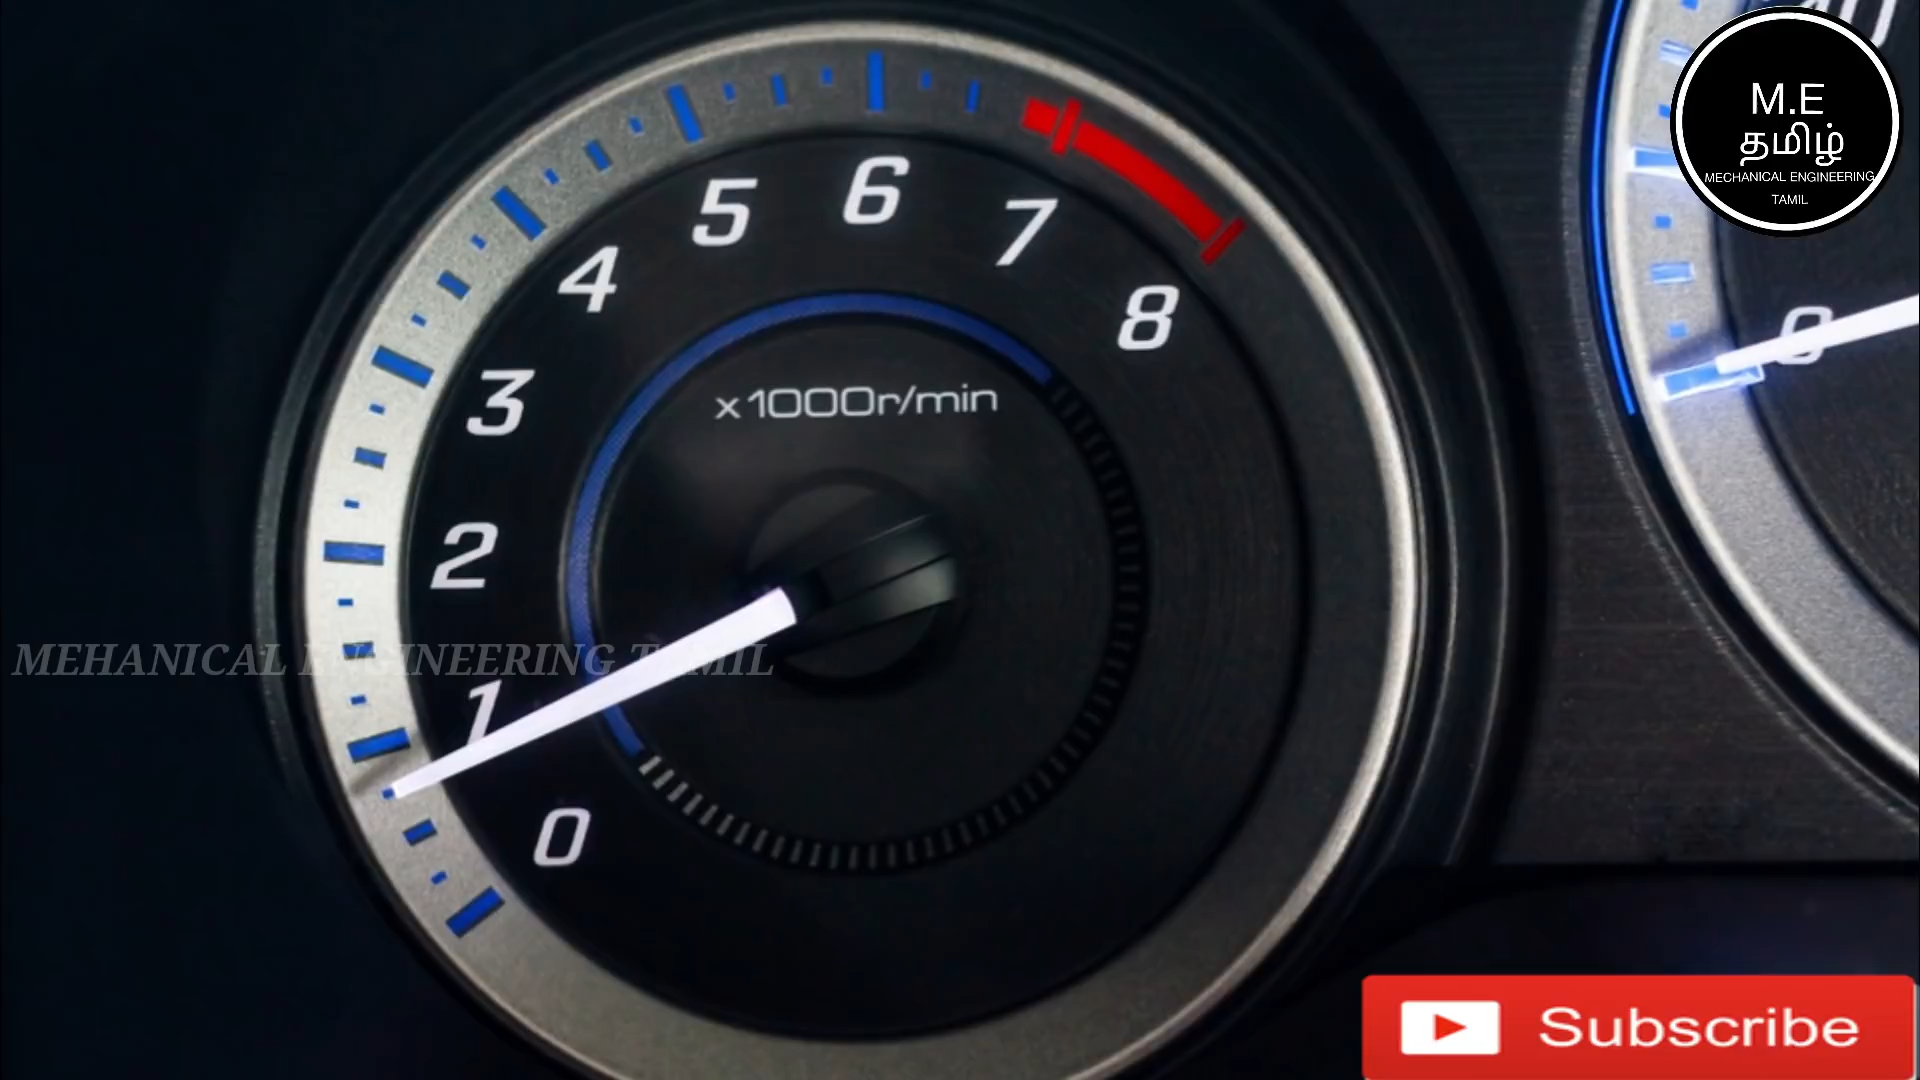 M.E
தமிழ்
MECHANICAL ENGINEERING
TAMIL
5
6
7
4
8
3
x1000r/min
2
MEHANICAL ENGINEERING TAMIL
1
0
0
Subscribe